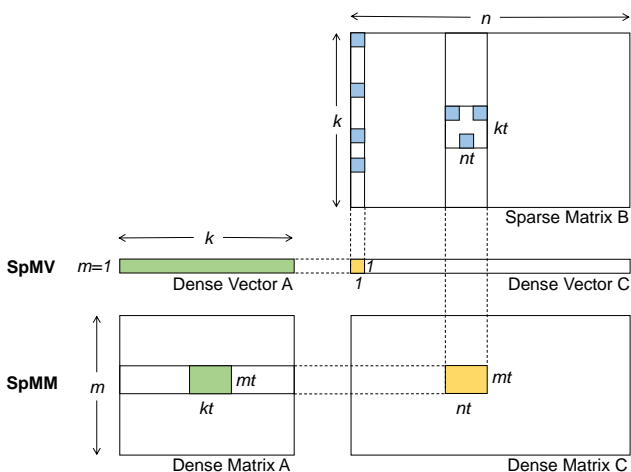 n
k
kt
nt
Sparse Matrix B
k
SpMV m=1
1
Dense Vector A
1
Dense Vector C
SpMM
m
mt
kt
mt
nt
Dense Matrix A
Dense Matrix C